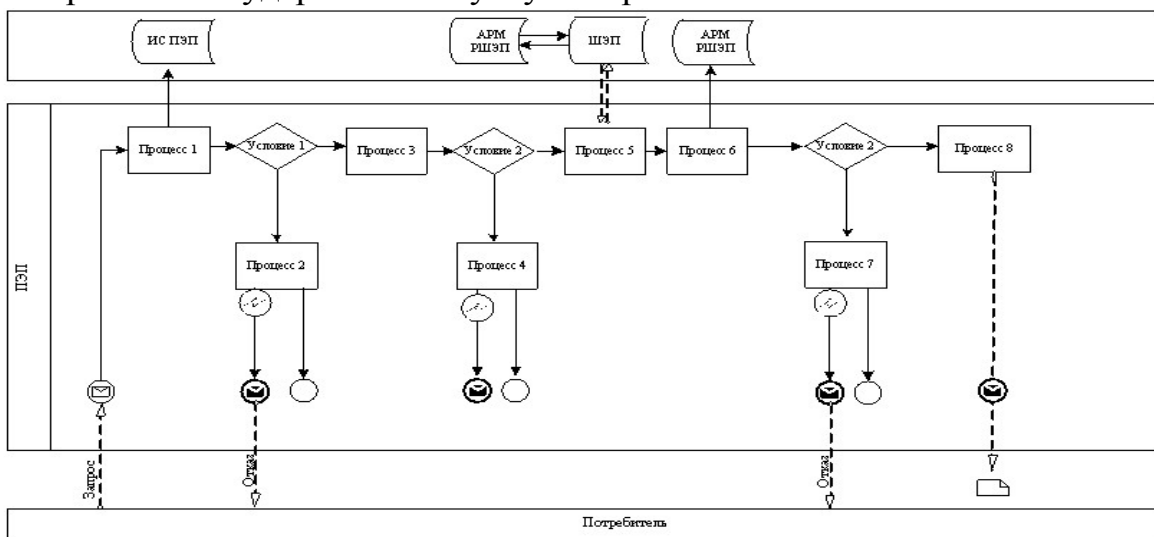 ИС ПЭП
АРМ
РШЭП
ШЭП
АРМ
РШЭП
ПЭП
Процесс 1
Условие 1
Процесс 3
Условие 2
Процесс 5
Процесс 6
Условие 2
Процесс 8
Процесс 2
Процесс 4
Процесс 7
Запрос
Отказ
Отказ
Потребитель